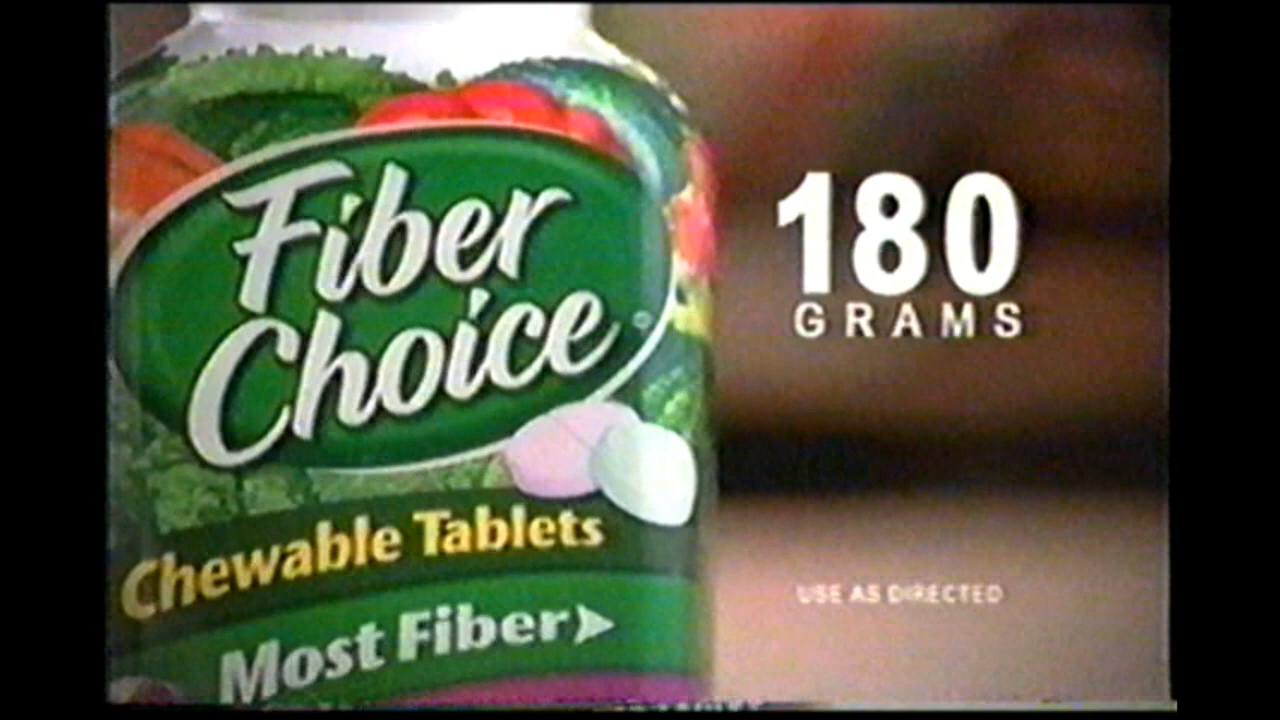 Fiber
Choice®
Chewable Tablets
Most Fiber
180
GRAMS
USE AS DIRECTED